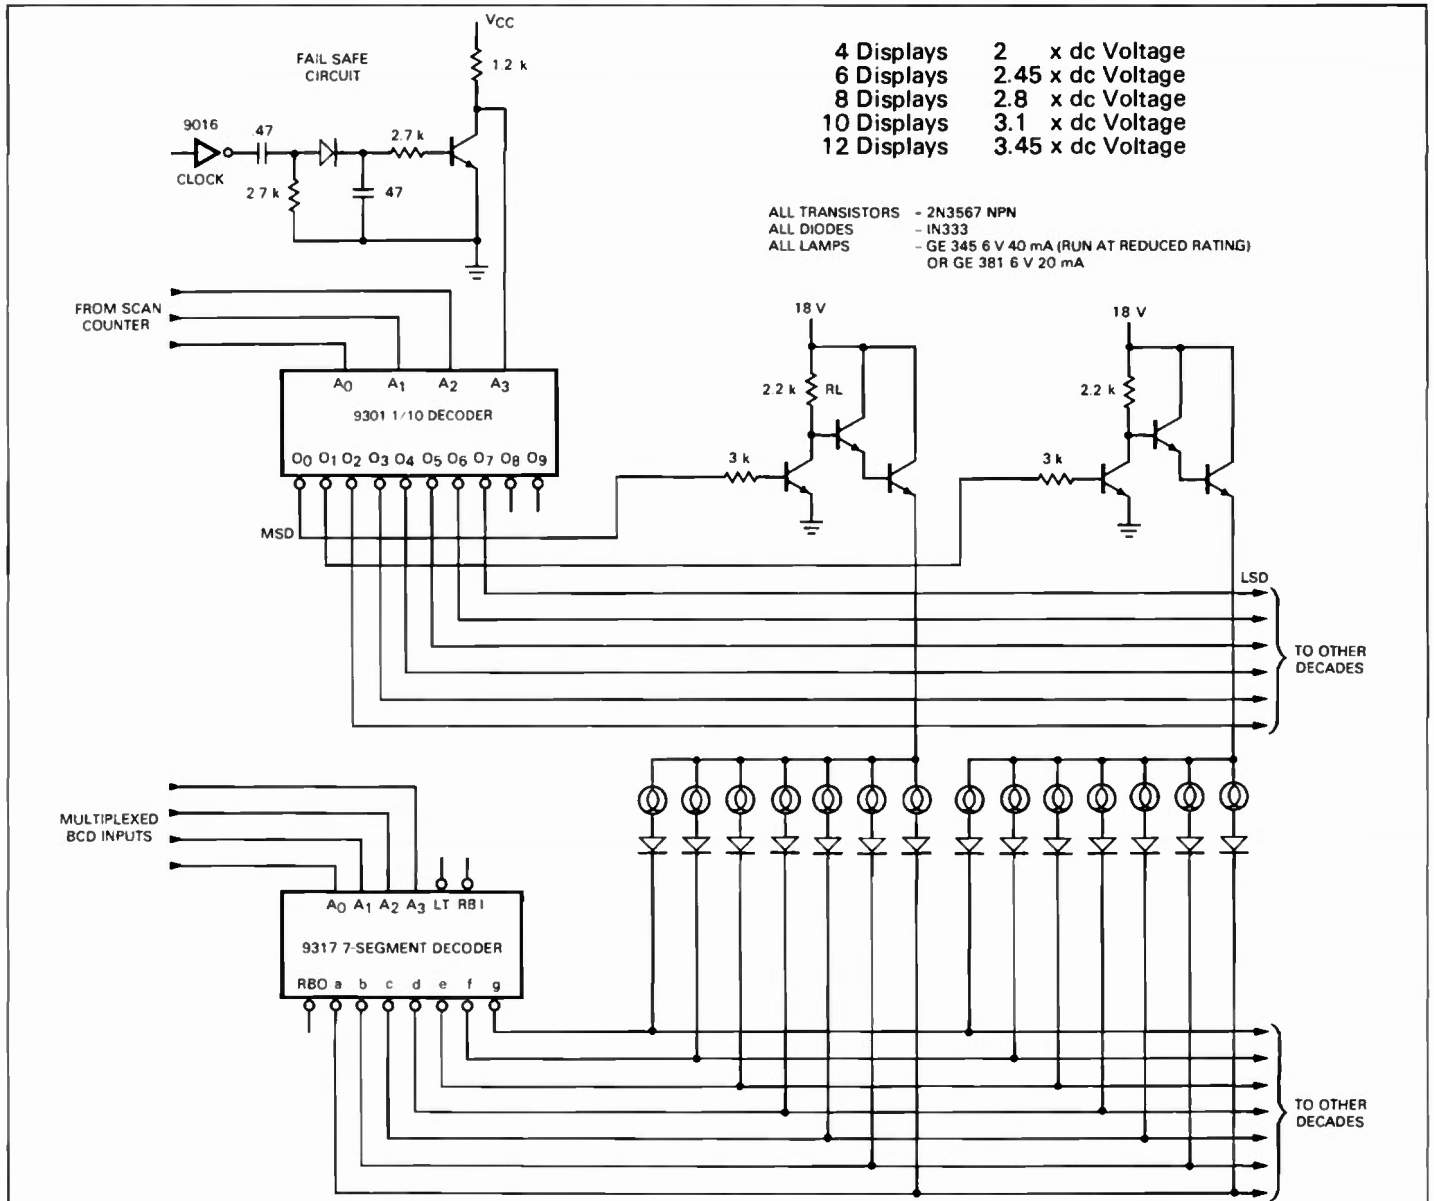 VCC
1.2 k
FAIL SAFE
CIRCUIT
9016
.47
2.7 k
CLOCK
2 7 k
47
4 Displays 2 x dc Voltage
6 Displays 2.45 x dc Voltage
8 Displays 2.8 x dc Voltage
10 Displays 3.1 x dc Voltage
12 Displays 3.45 x dc Voltage
ALL TRANSISTORS - 2N3567 NPN
ALL DIODES - IN333
ALL LAMPS - GE 345 6 V 40 mA (RUN AT REDUCED RATING)
OR GE 381 6 V 20 mA
FROM SCAN
COUNTER
A0 A1 A2 A3
9301 1/10 DECODER
O0 O1 O2 O3 O4 O5 O6 O7 O8 O9
MSD
18 V
2.2 k RL
3 k
18 V
2.2 k
3 k
LSD
TO OTHER
DECADES
MULTIPLEXED
BCD INPUTS
A0 A1 A2 A3 LT RBI
9317 7-SEGMENT DECODER
RBO a b c d e f g
TO OTHER
DECADES